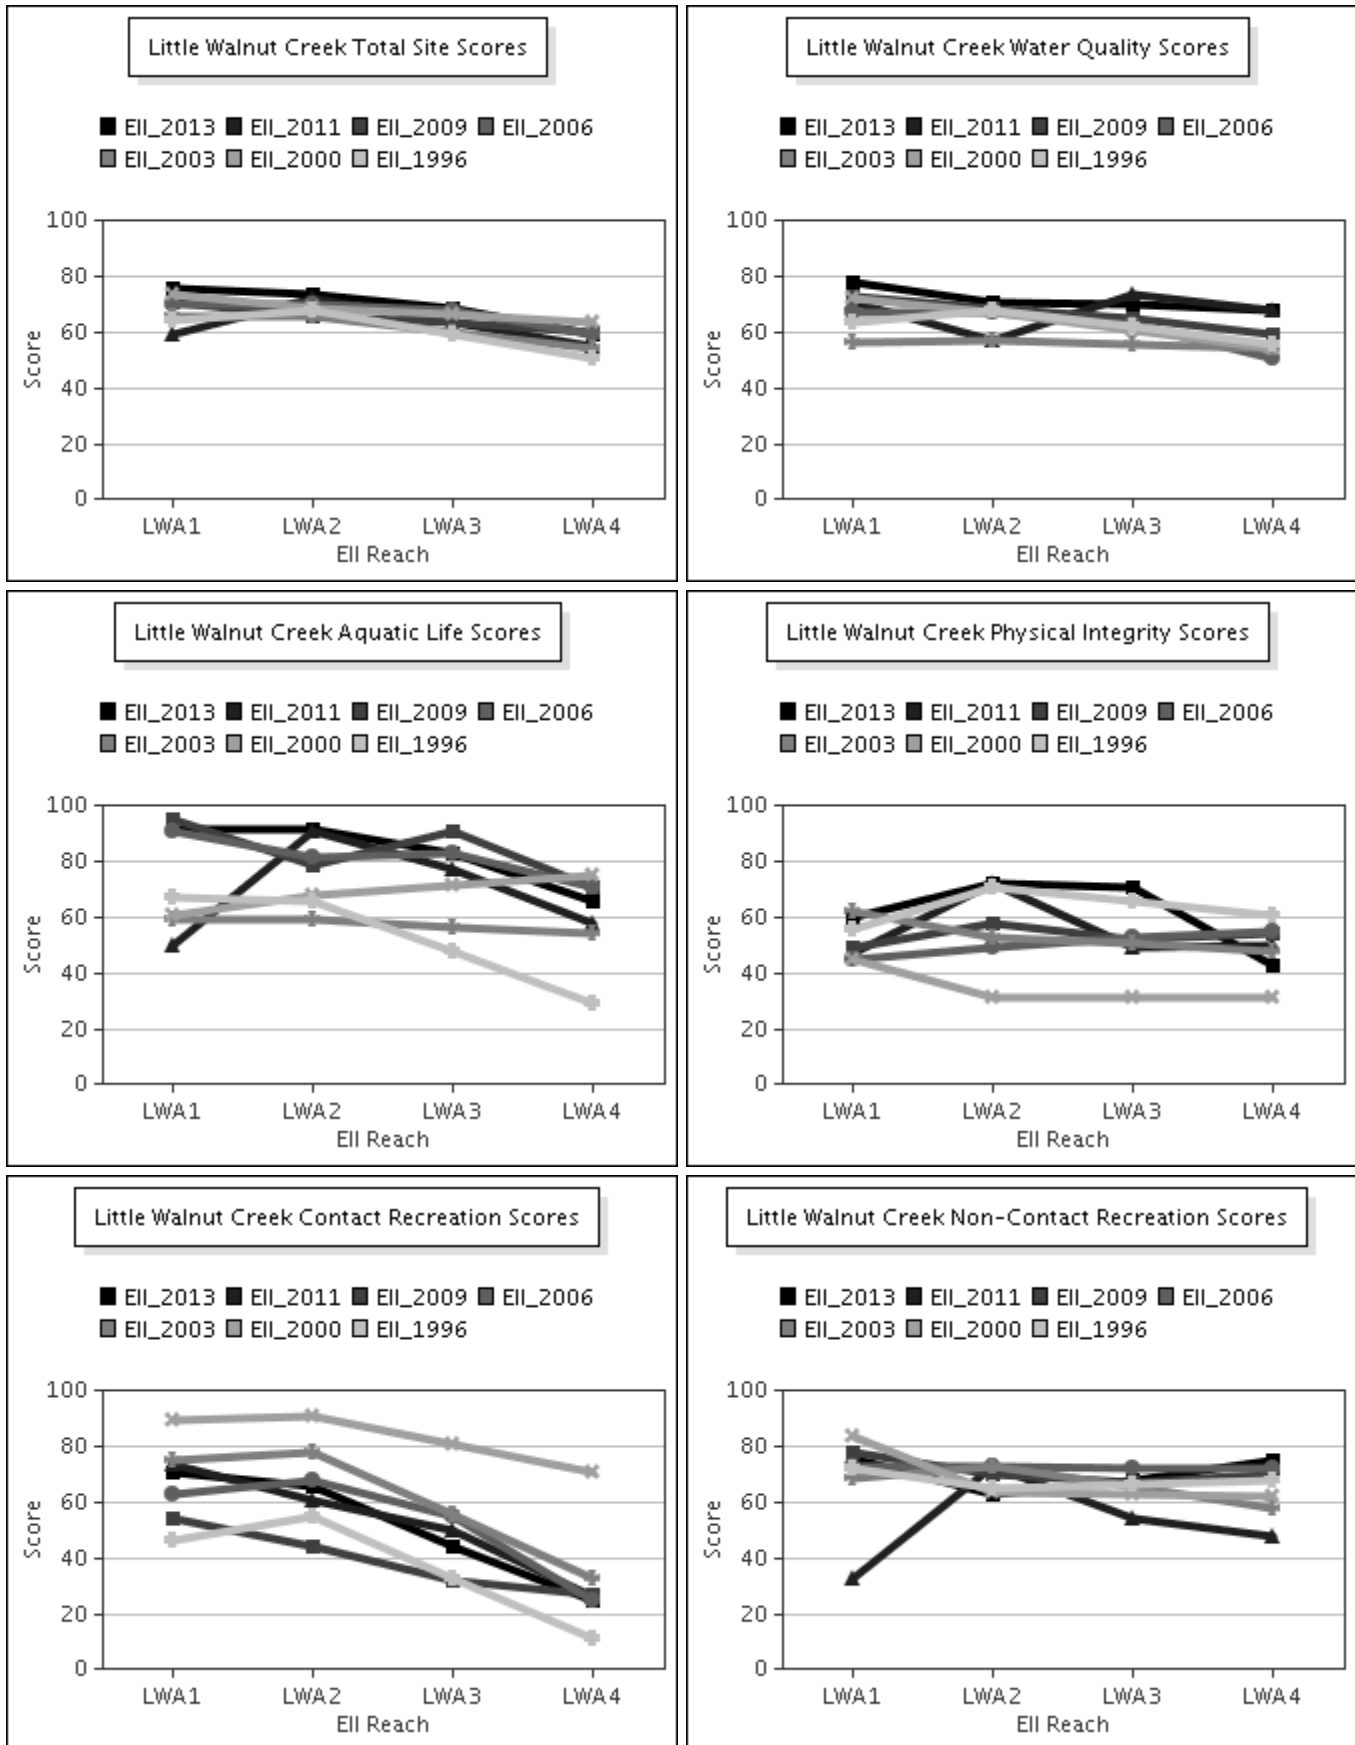 Little Walnut Creek Total Site Scores
EII_2013 EII_2011 EII_2009 EII_2006
EII_2003 EII_2000 EII_1996
100
80
60
40
20
0
Score
LWA1 LWA2 LWA3 LWA4
EII Reach
Little Walnut Creek Water Quality Scores
EII_2013 EII_2011 EII_2009 EII_2006
EII_2003 EII_2000 EII_1996
100
80
60
40
20
0
Score
LWA1 LWA2 LWA3 LWA4
EII Reach
Little Walnut Creek Aquatic Life Scores
EII_2013 EII_2011 EII_2009 EII_2006
EII_2003 EII_2000 EII_1996
100
80
60
40
20
0
Score
LWA1 LWA2 LWA3 LWA4
EII Reach
Little Walnut Creek Physical Integrity Scores
EII_2013 EII_2011 EII_2009 EII_2006
EII_2003 EII_2000 EII_1996
100
80
60
40
20
0
Score
LWA1 LWA2 LWA3 LWA4
EII Reach
Little Walnut Creek Contact Recreation Scores
EII_2013 EII_2011 EII_2009 EII_2006
EII_2003 EII_2000 EII_1996
100
80
60
40
20
0
Score
LWA1 LWA2 LWA3 LWA4
EII Reach
Little Walnut Creek Non-Contact Recreation Scores
EII_2013 EII_2011 EII_2009 EII_2006
EII_2003 EII_2000 EII_1996
100
80
60
40
20
0
Score
LWA1 LWA2 LWA3 LWA4
EII Reach